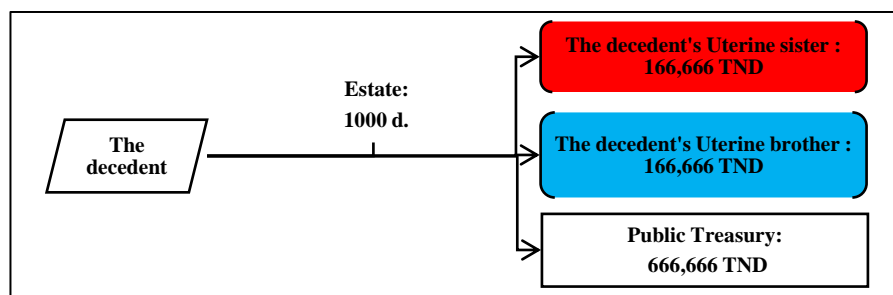 The decedent's Uterine sister :
166,666 TND
Estate:
1000 d.
The
decedent
The decedent's Uterine brother :
166,666 TND
Public Treasury:
666,666 TND